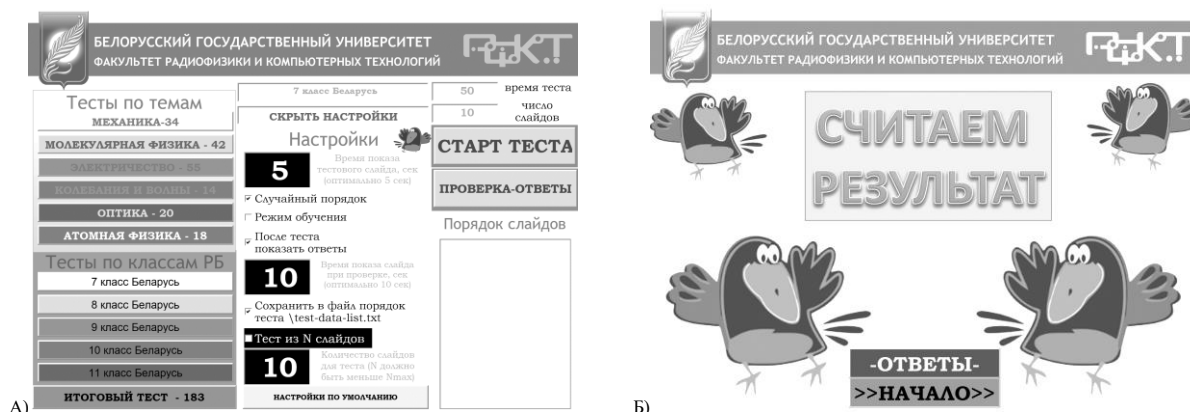 БЕЛОРУССКИЙ ГОСУДАРСТВЕННЫЙ УНИВЕРСИТЕТ
ФАКУЛЬТЕТ РАДИОФИЗИКИ И КОМПЬЮТЕРНЫХ ТЕХНОЛОГИЙ
Тесты по темам
МЕХАНИКА-34
МОЛЕКУЛЯРНАЯ ФИЗИКА - 42
ЭЛЕКТРИЧЕСТВО - 55
КОЛЕБАНИЯ И ВОЛНЫ - 14
ОПТИКА - 20
АТОМНАЯ ФИЗИКА - 18
Тесты по классам РБ
7 класс Беларусь
8 класс Беларусь
9 класс Беларусь
10 класс Беларусь
11 класс Беларусь
ИТОГОВЫЙ ТЕСТ - 183
7 класс Беларусь
СКРЫТЬ НАСТРОЙКИ
Настройки
5
Время показа
тестового слайда, сек
(оптимально 5 сек)
Случайный порядок
Режим обучения
После теста
показать ответы
10
Время показа слайда
при проверке, сек
(оптимально 10 сек)
Сохранить в файл порядок
теста \test-data-list.txt
Тест из N слайдов
10
Количество слайдов
для теста (N должно
быть меньше Nmax)
НАСТРОЙКИ ПО УМОЛЧАНИЮ
50 время теста
10 число
слайдов
СТАРТ ТЕСТА
ПРОВЕРКА-ОТВЕТЫ
Порядок слайдов
А)
БЕЛОРУССКИЙ ГОСУДАРСТВЕННЫЙ УНИВЕРСИТЕТ
ФАКУЛЬТЕТ РАДИОФИЗИКИ И КОМПЬЮТЕРНЫХ ТЕХНОЛОГИЙ
СЧИТАЕМ
РЕЗУЛЬТАТ
-ОТВЕТЫ-
>>НАЧАЛО>>
Б)